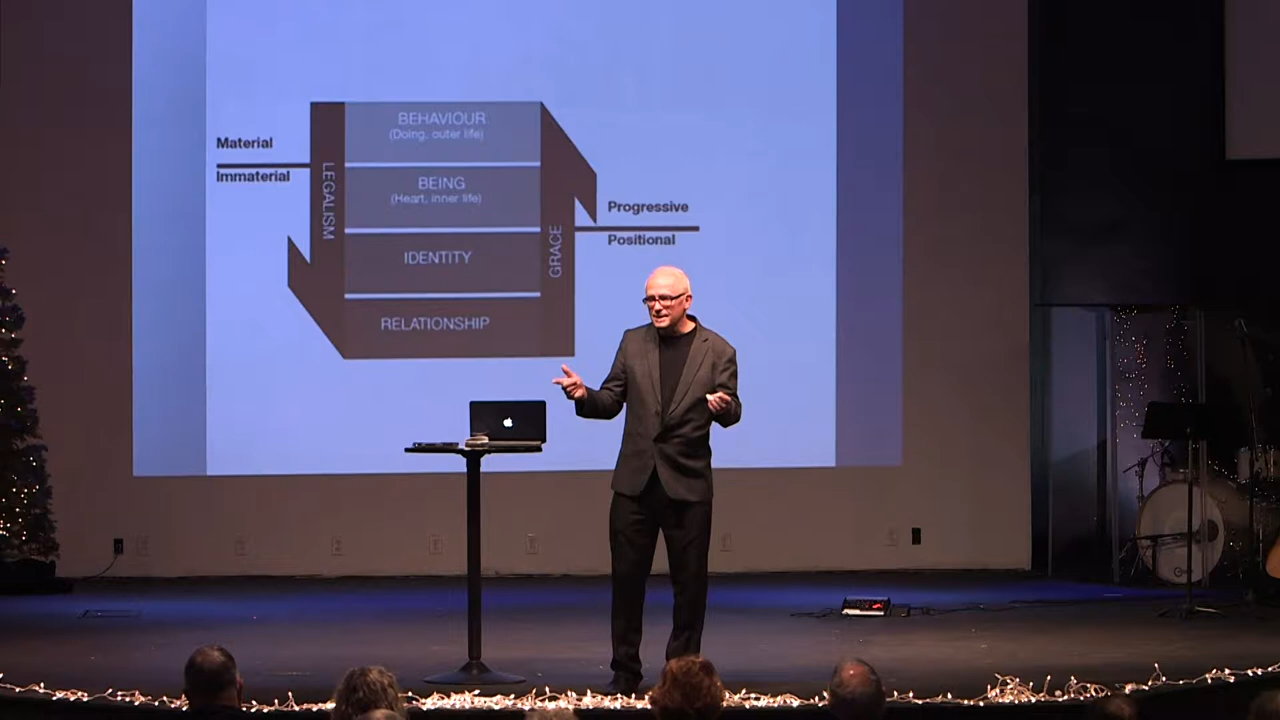 BEHAVIOUR
(Doing, outer life)
Material
Immaterial
LEGALISM
BEING
(Heart, inner life)
Progressive
Positional
GRACE
IDENTITY
RELATIONSHIP